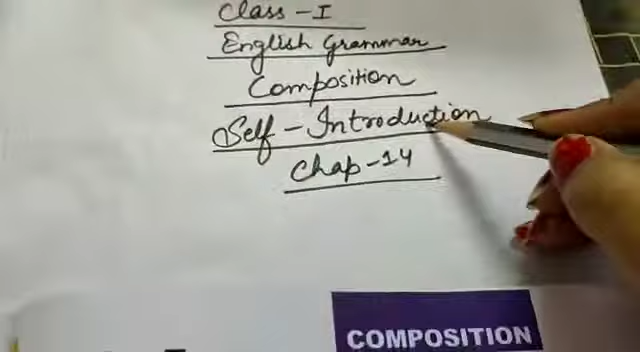 Class - I
English Grammar
Composition
Self - Introduction
Chap - 14
COMPOSITION